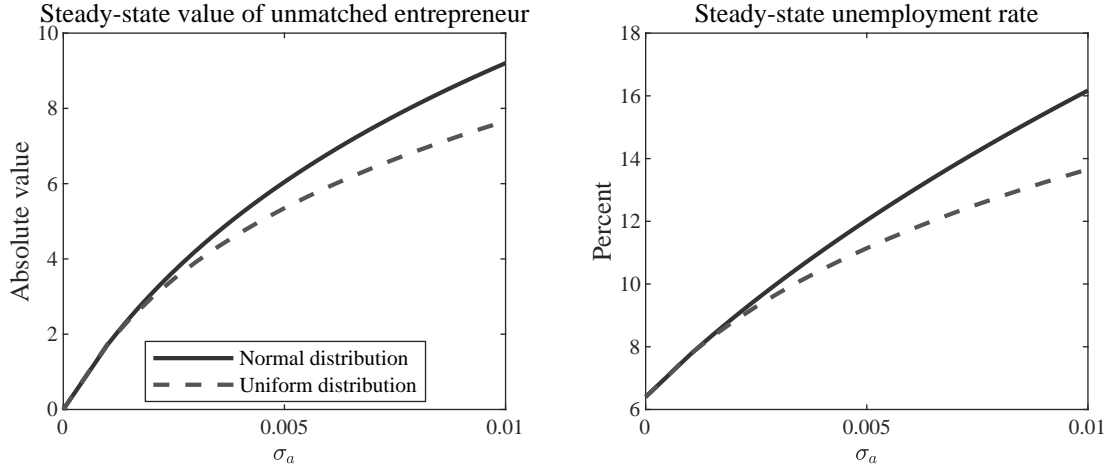 Steady-state value of unmatched entrepreneur
10
8
6
4
2
0
Absolute value
Normal distribution
Uniform distribution
0 0.005 0.01
σₐ
Steady-state unemployment rate
18
16
14
12
10
8
6
Percent
0 0.005 0.01
σₐ